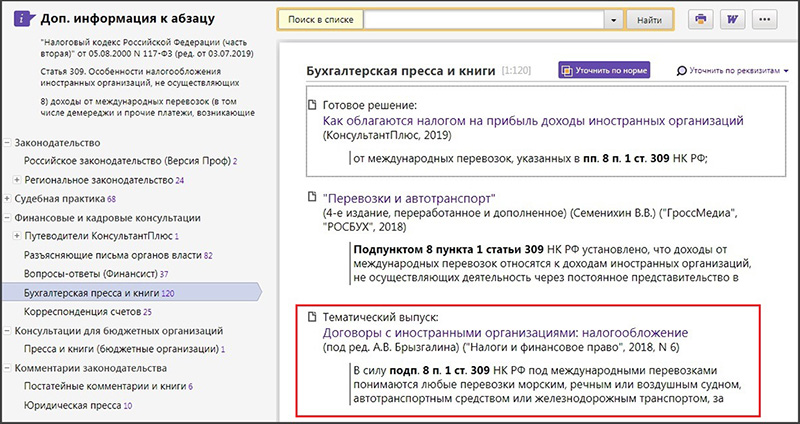 Доп. информация к абзацу
"Налоговый кодекс Российской Федерации (часть
вторая)" от 05.08.2000 N 117-ФЗ (ред. от 03.07.2019)
Статья 309. Особенности налогообложения
иностранных организаций, не осуществляющих
8) доходы от международных перевозок (в том
числе демереджи и прочие платежи, возникающие
Законодательство
Российское законодательство (Версия Проф) 2
Региональное законодательство 24
Судебная практика 68
Финансовые и кадровые консультации
Путеводители КонсультантПлюс 1
Разъясняющие письма органов власти 82
Вопросы-ответы (Финансист) 37
Бухгалтерская пресса и книги 120
Корреспонденция счетов 25
Консультации для бюджетных организаций
Пресса и книги (бюджетные организации) 1
Комментарии законодательства
Постатейные комментарии и книги 6
Юридическая пресса 10
Поиск в списке
Найти
W
Бухгалтерская пресса и книги [1:120]
Уточнить по норме
Уточнить по реквизитам
Готовое решение:
Как облагаются налогом на прибыль доходы иностранных организаций
(КонсультантПлюс, 2019)
от международных перевозок, указанных в пп. 8 п. 1 ст. 309 НК РФ;
"Перевозки и автотранспорт"
(4-е издание, переработанное и дополненное) (Семенихин В.В.) ("ГроссМедиа",
"РОСБУХ", 2018)
Подпунктом 8 пункта 1 статьи 309 НК РФ установлено, что доходы от
международных перевозок относятся к доходам иностранных организаций,
не осуществляющих деятельность через постоянное представительство в
Тематический выпуск:
Договоры с иностранными организациями: налогообложение
(под ред. А.В. Брызгалина) ("Налоги и финансовое право", 2018, N 6)
В силу подп. 8 п. 1 ст. 309 НК РФ под международными перевозками
понимаются любые перевозки морским, речным или воздушным судном,
автотранспортным средством или железнодорожным транспортом, за